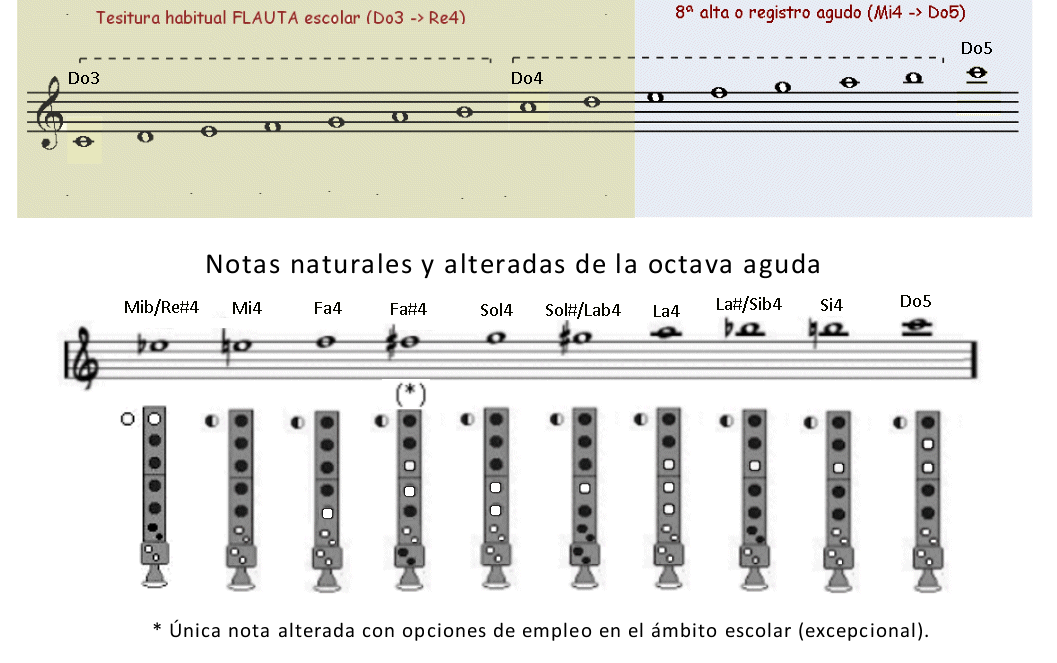 Tesitura habitual FLAUTA escolar (Do3 -> Re4)
8ª alta o registro agudo (Mi4 -> Do5)
Do3
Do4
Do5
Notas naturales y alteradas de la octava aguda
Mib/Re#4 Mi4 Fa4 Fa#4 Sol4 Sol#/Lab4 La4 La#/Sib4 Si4 Do5
(*)
* Única nota alterada con opciones de empleo en el ámbito escolar (excepcional).